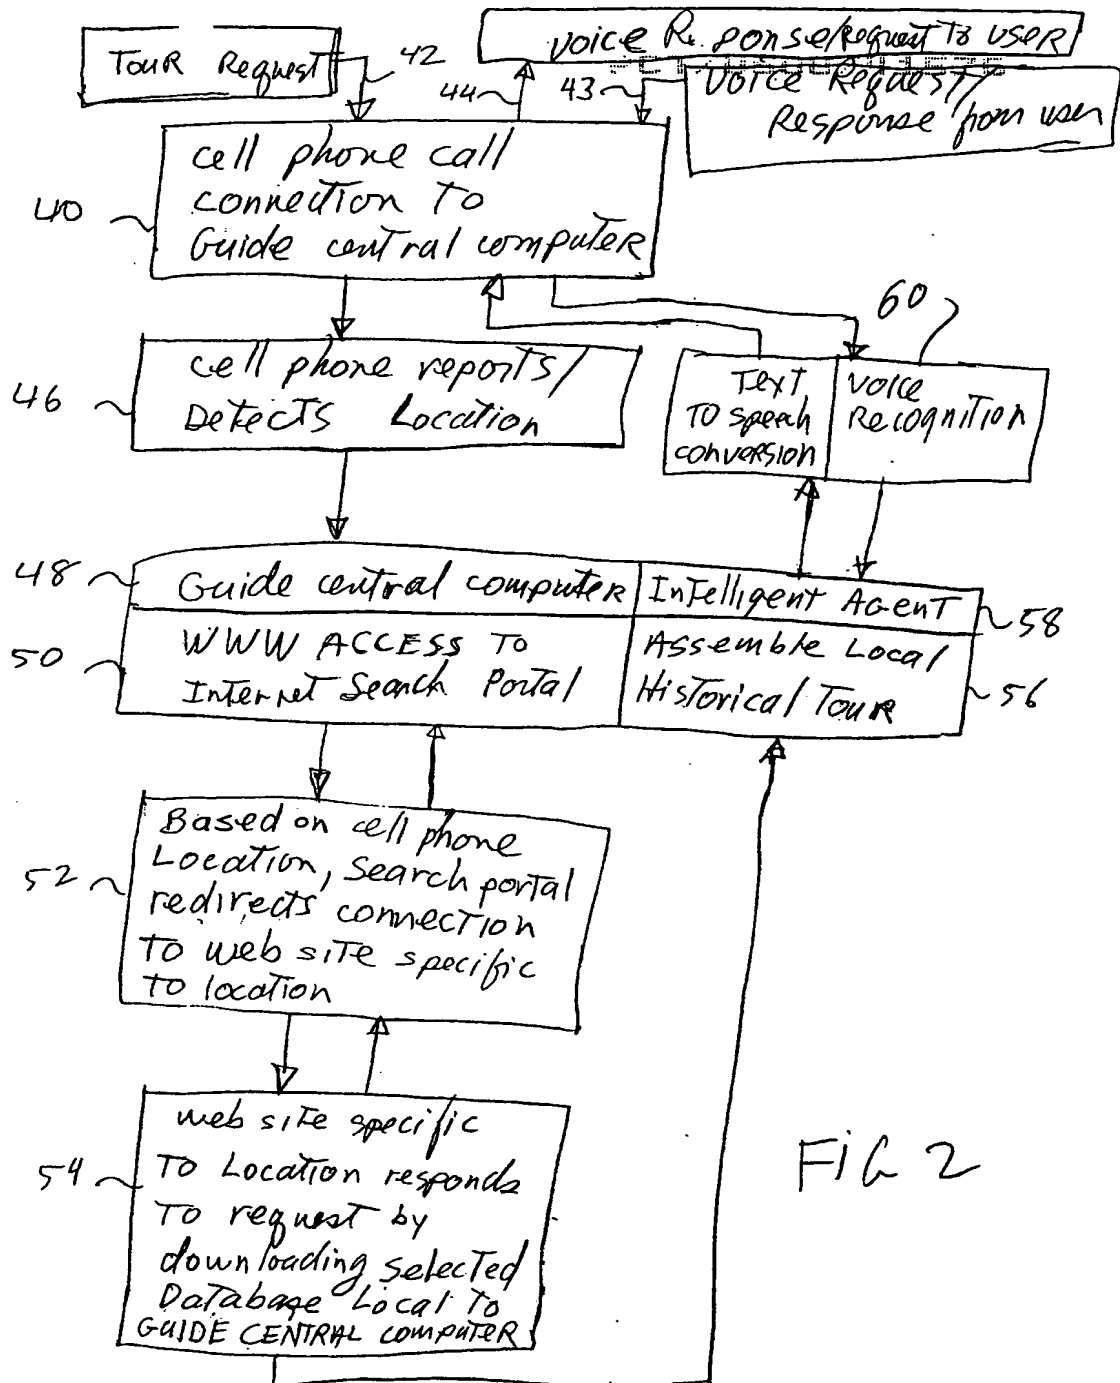 Tour Request
42
Voice R. ponse/Request To user
44
43
Voice Request/
Response from user
40
cell phone call
connection To
Guide central computer
60
46
cell phone reports/
Detects Location
Text
To speech
conversion
Voice
Recognition
48
Guide central computer
Intelligent Agent
58
50
WWW ACCESS To
Internet Search Portal
Assemble Local
Historical Tour
56
52
Based on cell phone
Location, Search portal
redirects connection
To web site specific
To location
54
web site specific
To Location responds
To request by
downloading selected
Database Local To
GUIDE CENTRAL computer
FIG 2